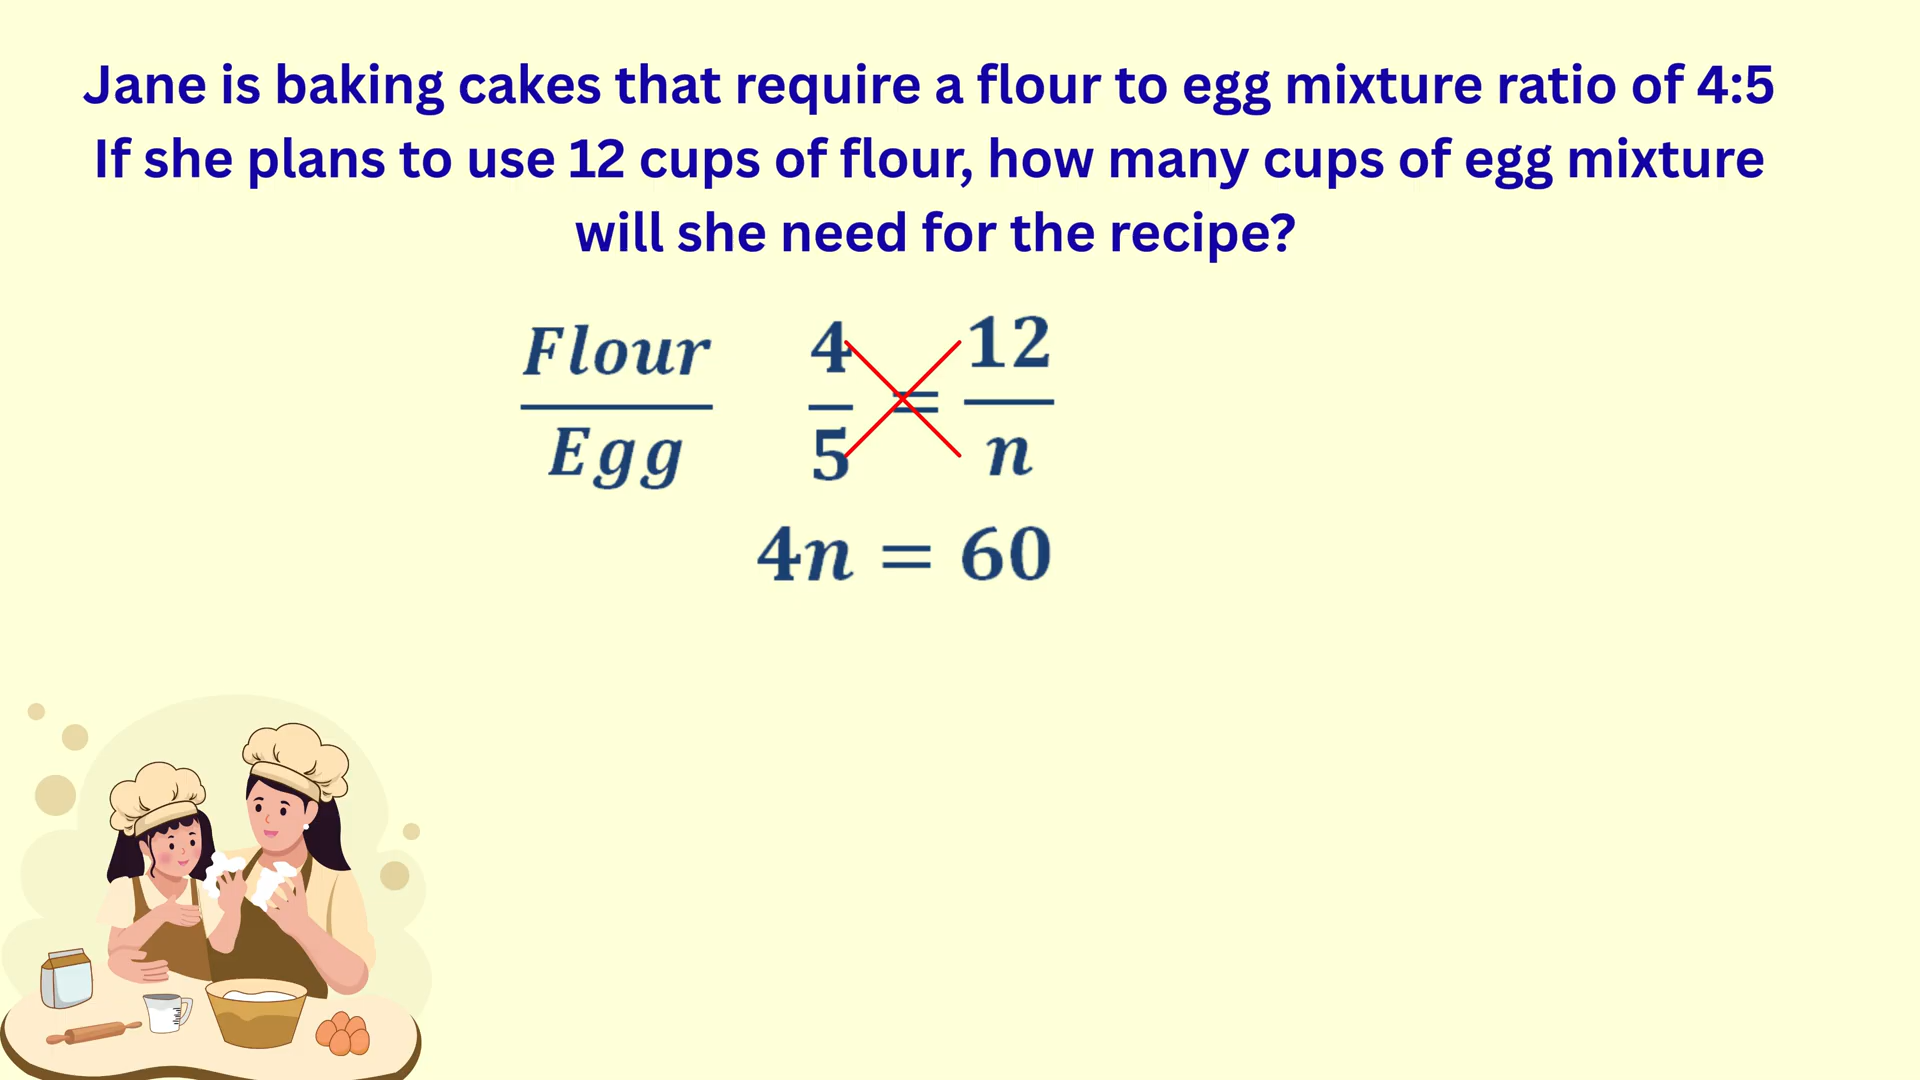 Jane is baking cakes that require a flour to egg mixture ratio of 4:5
If she plans to use 12 cups of flour, how many cups of egg mixture
will she need for the recipe?
Flour/Egg 4/5 = 12/n
4n = 60